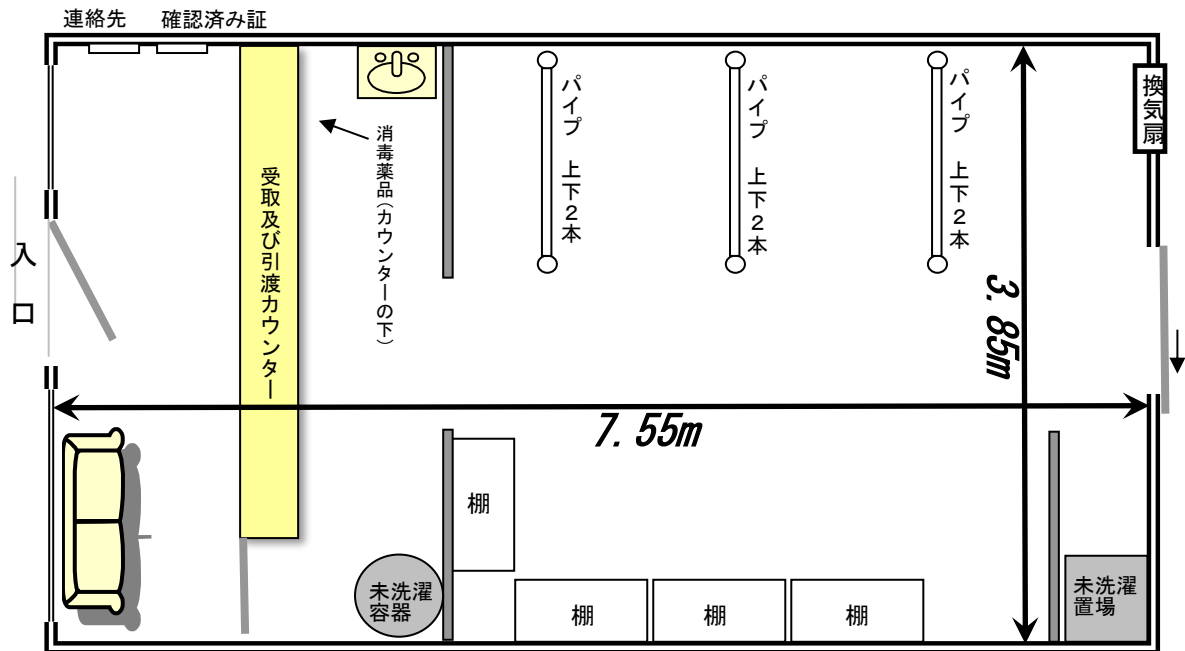 連絡先
確認済み証
換気扇
パイプ 上下2本
パイプ 上下2本
パイプ 上下2本
消毒薬品(カウンターの下)
受取及び引渡カウンター
入口
3. 85m
7. 55m
棚
未洗濯
容器
棚
棚
棚
未洗濯
置場